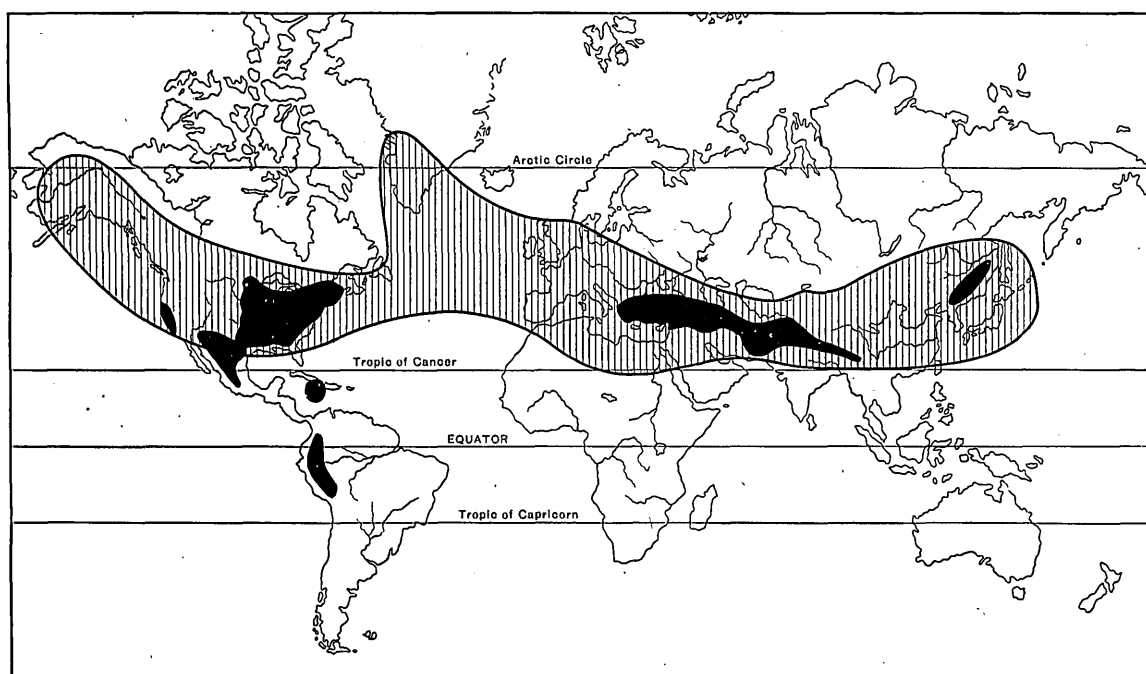 Arctic Circle
Tropic of Cancer
EQUATOR
Tropic of Capricorn